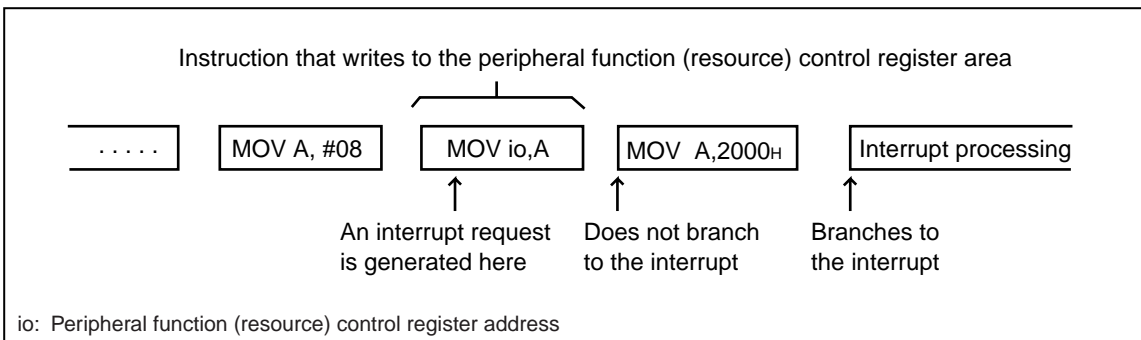 Instruction that writes to the peripheral function (resource) control register area
. . . . .
MOV A, #08
MOV io,A
MOV A,2000H
Interrupt processing
An interrupt request
is generated here
Does not branch
to the interrupt
Branches to
the interrupt
io: Peripheral function (resource) control register address